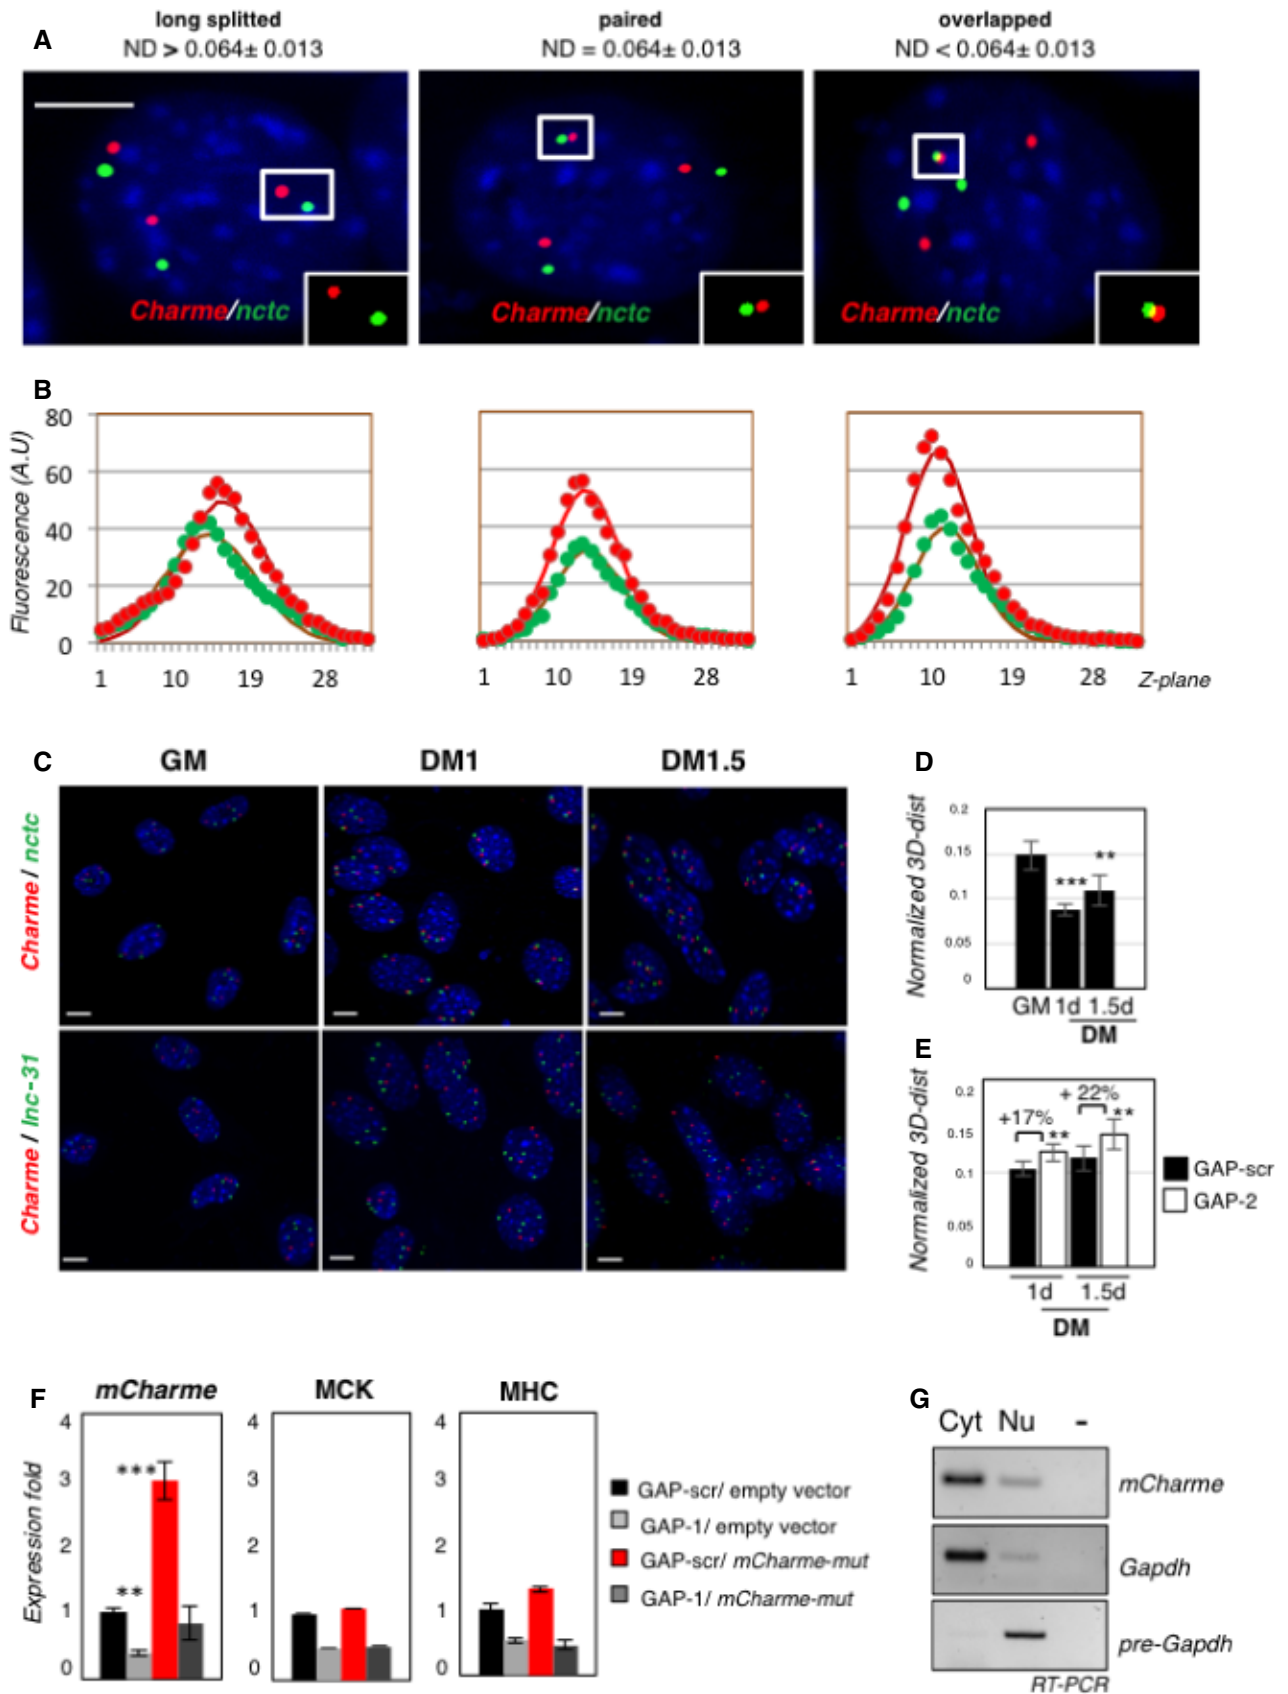 A
long splitted
ND > 0.064± 0.013
paired
ND = 0.064± 0.013
overlapped
ND < 0.064± 0.013
Charme/nctc
Charme/nctc
Charme/nctc
B
Fluorescence (A.U)
80
60
40
20
0
1 10 19 28
1 10 19 28
1 10 19 28
Z-plane
C
GM
DM1
DM1.5
Charme / nctc
Charme / lnc-31
D
Normalized 3D-dist
0.2
0.15
0.1
0.05
0
***
**
GM 1d 1.5d
DM
E
Normalized 3D-dist
0.2
0.15
0.1
0.05
0
+17%
**
+ 22%
**
GAP-scr
GAP-2
1d 1.5d
DM
F
mCharme
MCK
MHC
Expression fold
4
3
2
1
0
**
***
4
3
2
1
0
4
3
2
1
0
GAP-scr/ empty vector
GAP-1/ empty vector
GAP-scr/ mCharme-mut
GAP-1/ mCharme-mut
G
Cyt Nu -
mCharme
Gapdh
pre-Gapdh
RT-PCR